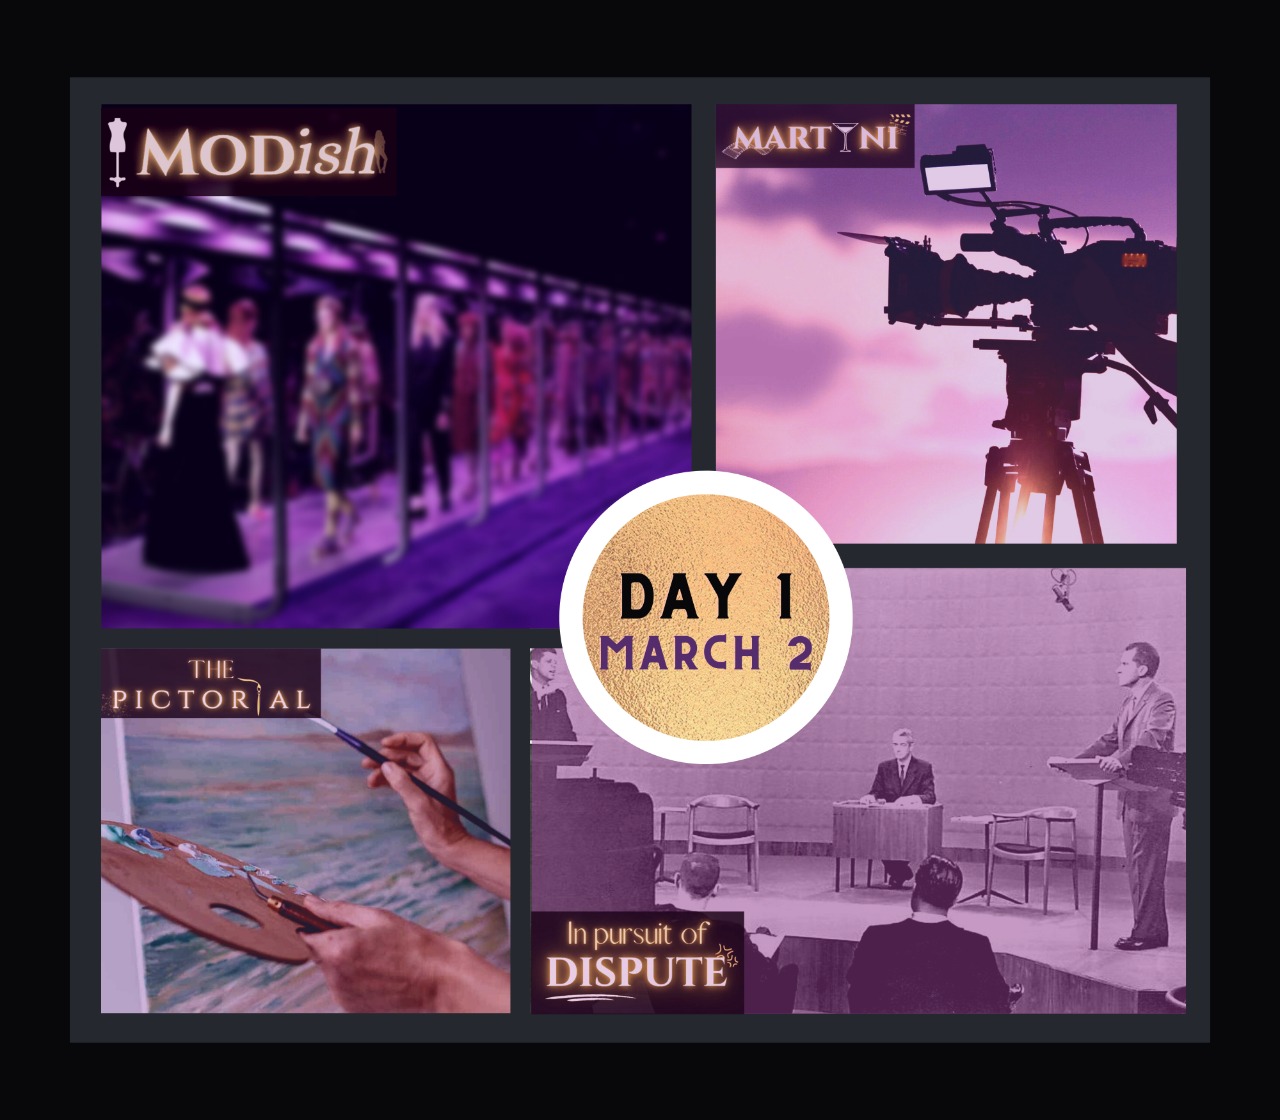 MODish
MARTINI
DAY 1
MARCH 2
THE
PICTORIAL
In pursuit of
DISPUTE